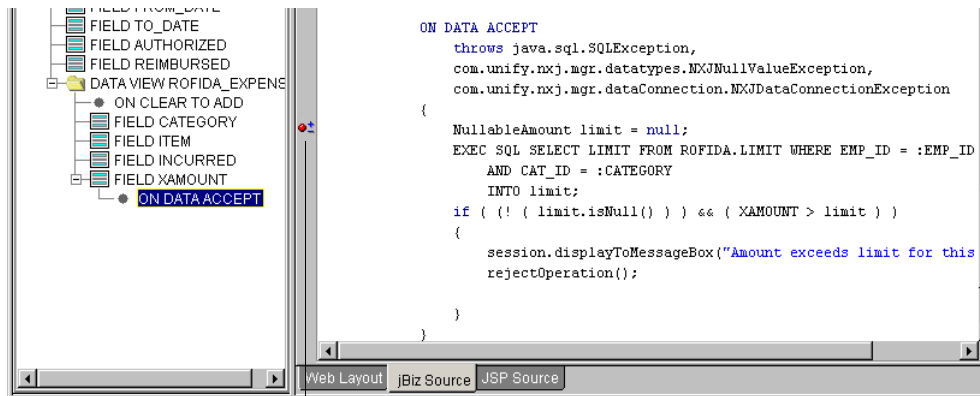 FIELD FROM_DATE
FIELD TO_DATE
FIELD AUTHORIZED
FIELD REIMBURSED
DATA VIEW ROFIDA_EXPENS
ON CLEAR TO ADD
FIELD CATEGORY
FIELD ITEM
FIELD INCURRED
FIELD XAMOUNT
ON DATA ACCEPT
ON DATA ACCEPT
throws java.sql.SQLException,
com.unify.nxj.mgr.datatypes.NXJNullValueException,
com.unify.nxj.mgr.dataConnection.NXJDataConnectionException
{
NullableAmount limit = null;
EXEC SQL SELECT LIMIT FROM ROFIDA.LIMIT WHERE EMP_ID = :EMP_ID
AND CAT_ID = :CATEGORY
INTO limit;
if ( (! ( limit.isNull() ) ) && ( XAMOUNT > limit ) )
{
session.displayToMessageBox("Amount exceeds limit for this
rejectOperation();
}
}
Web Layout jBiz Source JSP Source